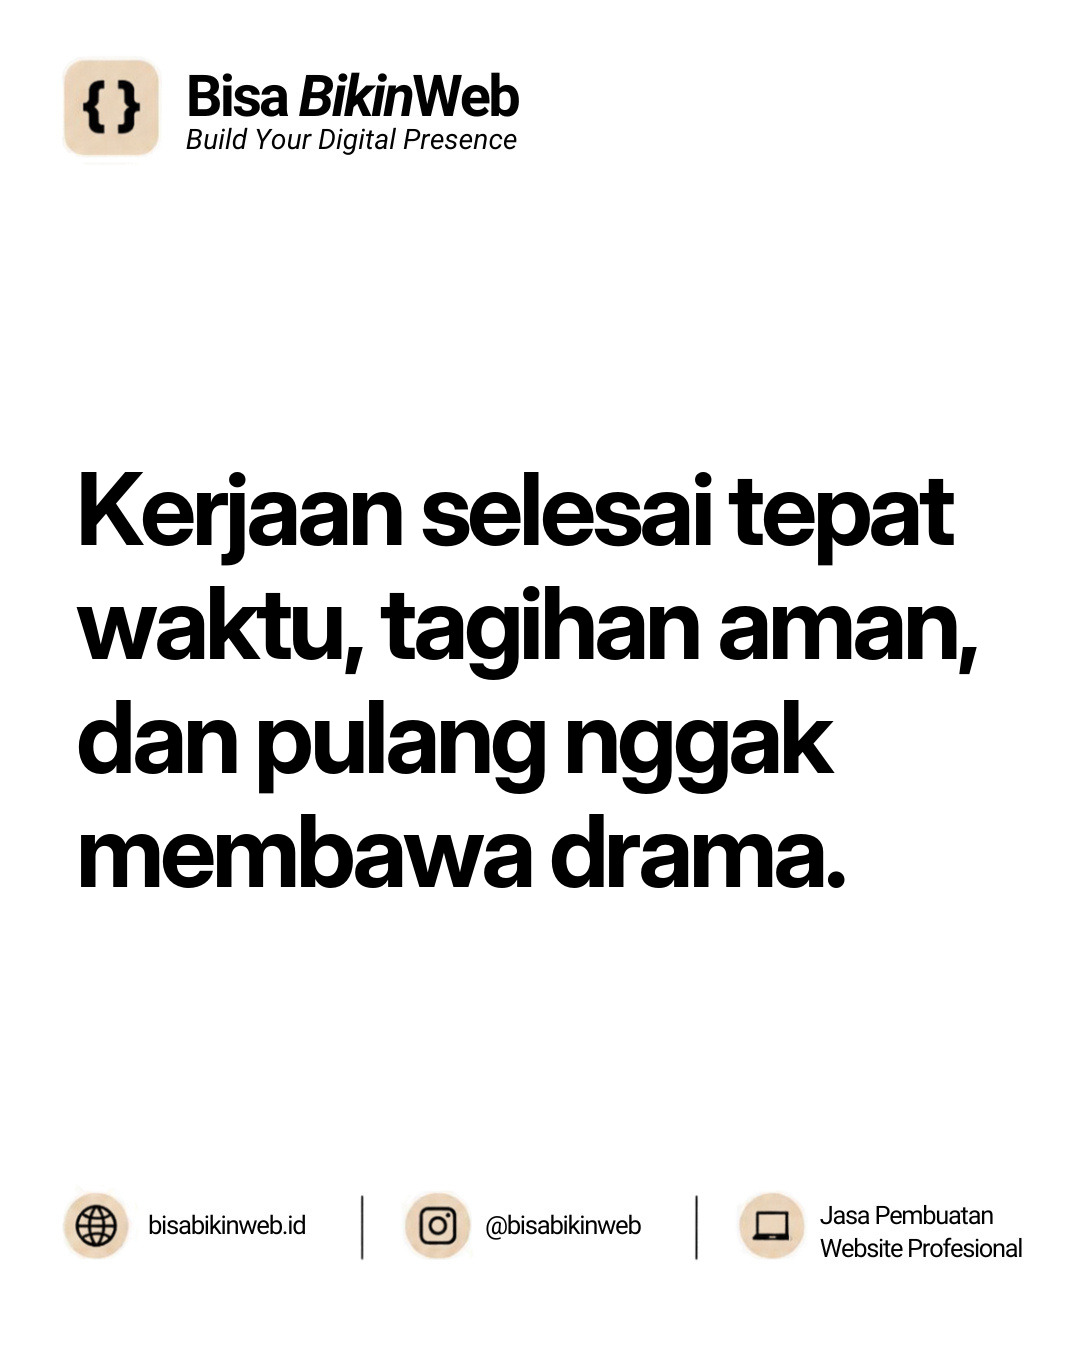 { }
Bisa BikinWeb
Build Your Digital Presence
Kerjaan selesai tepat
waktu, tagihan aman,
dan pulang nggak
membawa drama.
bisabikinweb.id
@bisabikinweb
Jasa Pembuatan
Website Profesional